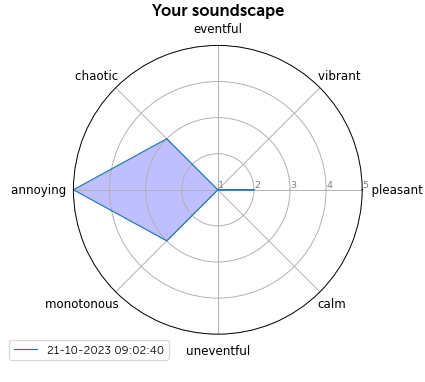 Your soundscape
eventful
chaotic
vibrant
annoying
1 2 3 4 5
pleasant
monotonous
calm
uneventful
21-10-2023 09:02:40